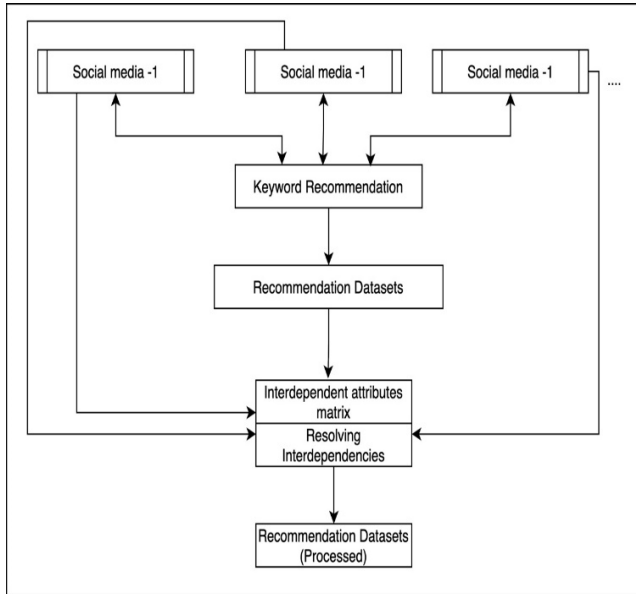 Social media -1
Social media -1
Social media -1
....
Keyword Recommendation
Recommendation Datasets
Interdependent attributes
matrix
Resolving
Interdependencies
Recommendation Datasets
(Processed)